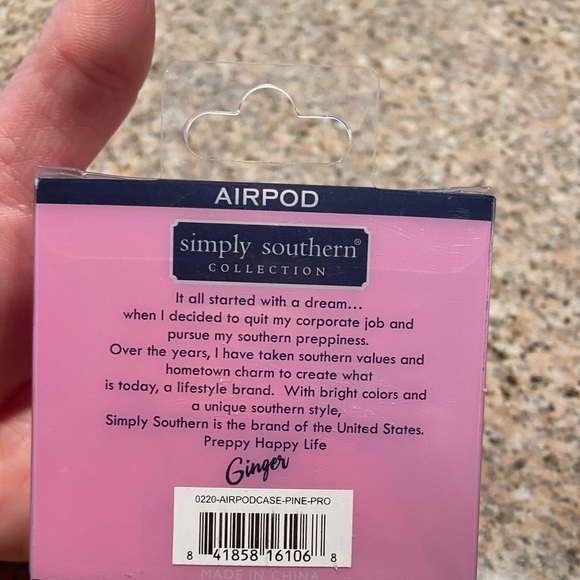 AIRPOD
simply southern®
COLLECTION
It all started with a dream...
when I decided to quit my corporate job and
pursue my southern preppiness.
Over the years, I have taken southern values and
hometown charm to create what
is today, a lifestyle brand. With bright colors and
a unique southern style,
Simply Southern is the brand of the United States.
Preppy Happy Life
Ginger
0220-AIRPODCASE-PINE-PRO
8 41858 16106 8
MADE IN CHINA